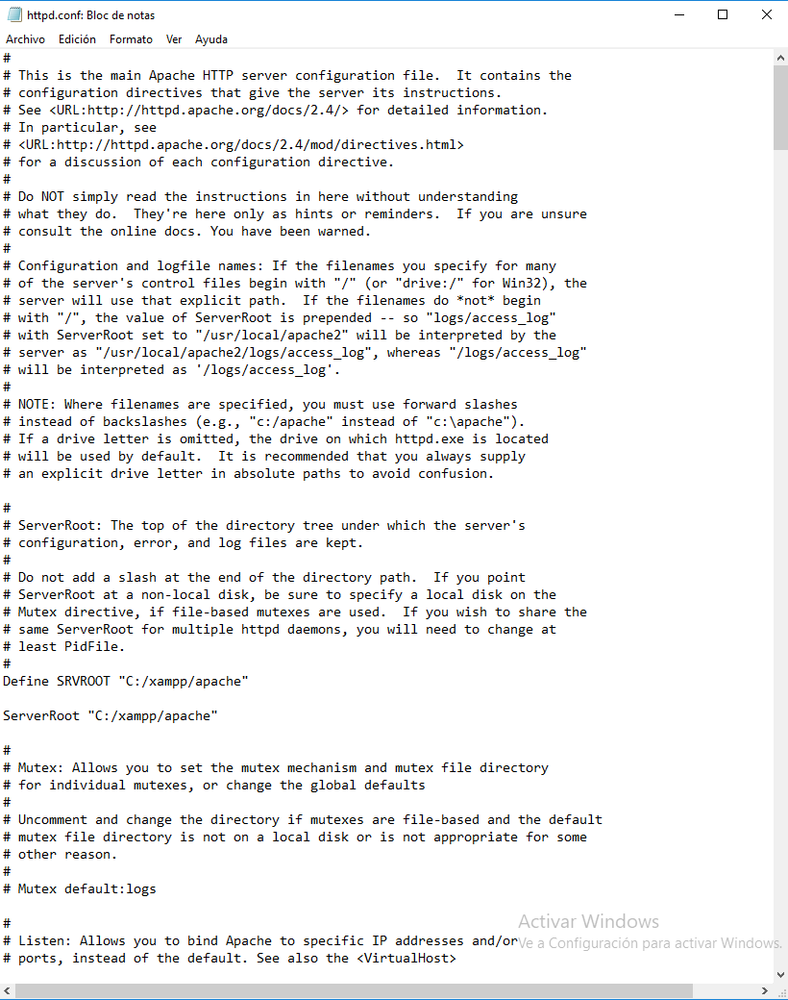 httpd.conf: Bloc de notas
Archivo Edición Formato Ver Ayuda
#
# This is the main Apache HTTP server configuration file.  It contains the
# configuration directives that give the server its instructions.
# See <URL:http://httpd.apache.org/docs/2.4/> for detailed information.
# In particular, see
# <URL:http://httpd.apache.org/docs/2.4/mod/directives.html>
# for a discussion of each configuration directive.
#
# Do NOT simply read the instructions in here without understanding
# what they do.  They're here only as hints or reminders.  If you are unsure
# consult the online docs. You have been warned.
#
# Configuration and logfile names: If the filenames you specify for many
# of the server's control files begin with "/" (or "drive:/" for Win32), the
# server will use that explicit path.  If the filenames do *not* begin
# with "/", the value of ServerRoot is prepended -- so "logs/access_log"
# with ServerRoot set to "/usr/local/apache2" will be interpreted by the
# server as "/usr/local/apache2/logs/access_log", whereas "/logs/access_log"
# will be interpreted as '/logs/access_log'.
#
# NOTE: Where filenames are specified, you must use forward slashes
# instead of backslashes (e.g., "c:/apache" instead of "c:\apache").
# If a drive letter is omitted, the drive on which httpd.exe is located
# will be used by default.  It is recommended that you always supply
# an explicit drive letter in absolute paths to avoid confusion.

#
# ServerRoot: The top of the directory tree under which the server's
# configuration, error, and log files are kept.
#
# Do not add a slash at the end of the directory path.  If you point
# ServerRoot at a non-local disk, be sure to specify a local disk on the
# Mutex directive, if file-based mutexes are used.  If you wish to share the
# same ServerRoot for multiple httpd daemons, you will need to change at
# least PidFile.
#
Define SRVROOT "C:/xampp/apache"

ServerRoot "C:/xampp/apache"

#
# Mutex: Allows you to set the mutex mechanism and mutex file directory
# for individual mutexes, or change the global defaults
#
# Uncomment and change the directory if mutexes are file-based and the default
# mutex file directory is not on a local disk or is not appropriate for some
# other reason.
#
# Mutex default:logs

#
# Listen: Allows you to bind Apache to specific IP addresses and/or
# ports, instead of the default. See also the <VirtualHost>
Activar Windows
Ve a Configuración para activar Windows.